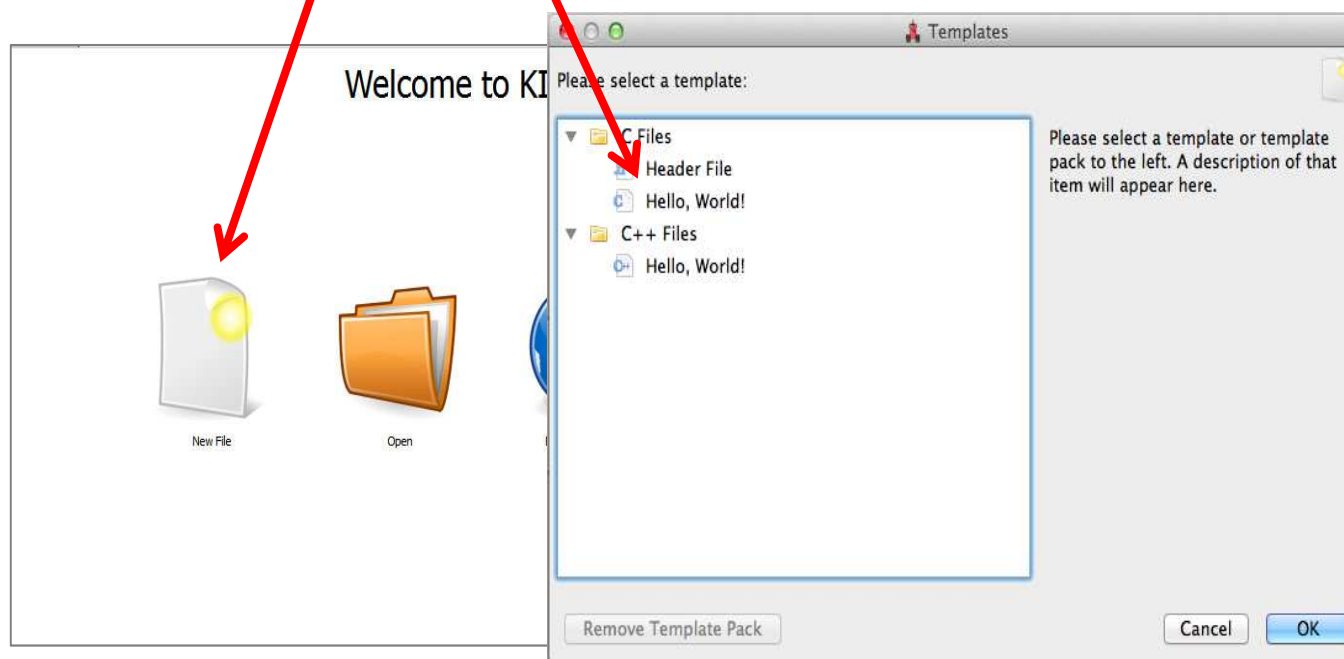 Welcome to KI
New File
Open
Templates
Please select a template:
C Files
Header File
Hello, World!
C++ Files
Hello, World!
Please select a template or template
pack to the left. A description of that
item will appear here.
Remove Template Pack
Cancel
OK